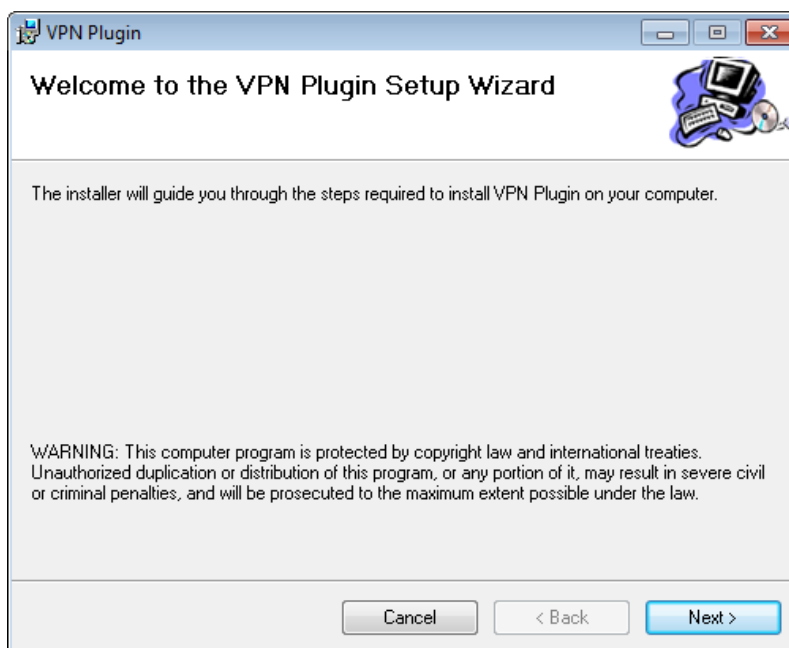 VPN Plugin
Welcome to the VPN Plugin Setup Wizard
The installer will guide you through the steps required to install VPN Plugin on your computer.
WARNING: This computer program is protected by copyright law and international treaties.
Unauthorized duplication or distribution of this program, or any portion of it, may result in severe civil
or criminal penalties, and will be prosecuted to the maximum extent possible under the law.
Cancel
< Back
Next >